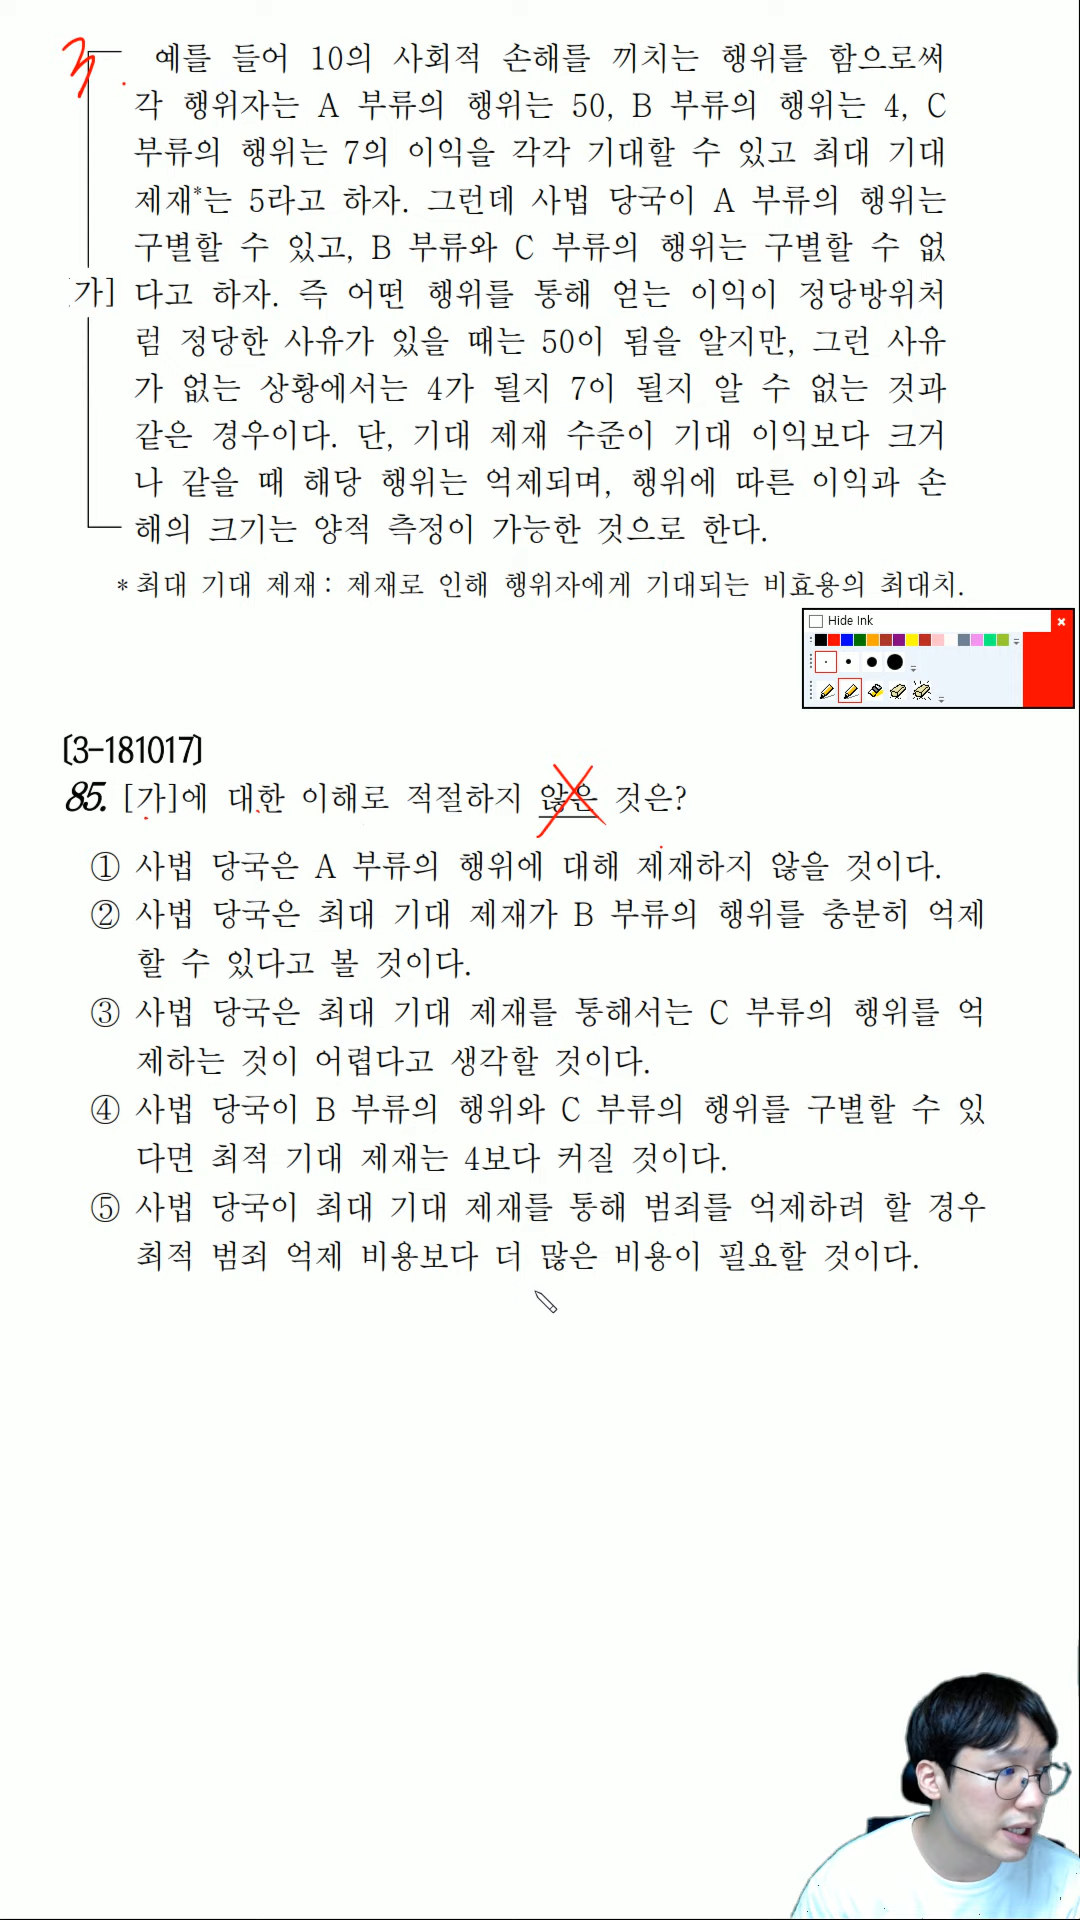 3.
예를 들어 10의 사회적 손해를 끼치는 행위를 함으로써
각 행위자는 A 부류의 행위는 50, B 부류의 행위는 4, C
부류의 행위는 7의 이익을 각각 기대할 수 있고 최대 기대
제재*는 5라고 하자. 그런데 사법 당국이 A 부류의 행위는
구별할 수 있고, B 부류와 C 부류의 행위는 구별할 수 없
[가] 다고 하자. 즉 어떤 행위를 통해 얻는 이익이 정당방위처
럼 정당한 사유가 있을 때는 50이 됨을 알지만, 그런 사유
가 없는 상황에서는 4가 될지 7이 될지 알 수 없는 것과
같은 경우이다. 단, 기대 제재 수준이 기대 이익보다 크거
나 같을 때 해당 행위는 억제되며, 행위에 따른 이익과 손
해의 크기는 양적 측정이 가능한 것으로 한다.
* 최대 기대 제재 : 제재로 인해 행위자에게 기대되는 비효용의 최대치.
Hide Ink
[3-181017]
85. [가]에 대한 이해로 적절하지 않은 것은?
① 사법 당국은 A 부류의 행위에 대해 제재하지 않을 것이다.
② 사법 당국은 최대 기대 제재가 B 부류의 행위를 충분히 억제
할 수 있다고 볼 것이다.
③ 사법 당국은 최대 기대 제재를 통해서는 C 부류의 행위를 억
제하는 것이 어렵다고 생각할 것이다.
④ 사법 당국이 B 부류의 행위와 C 부류의 행위를 구별할 수 있
다면 최적 기대 제재는 4보다 커질 것이다.
⑤ 사법 당국이 최대 기대 제재를 통해 범죄를 억제하려 할 경우
최적 범죄 억제 비용보다 더 많은 비용이 필요할 것이다.